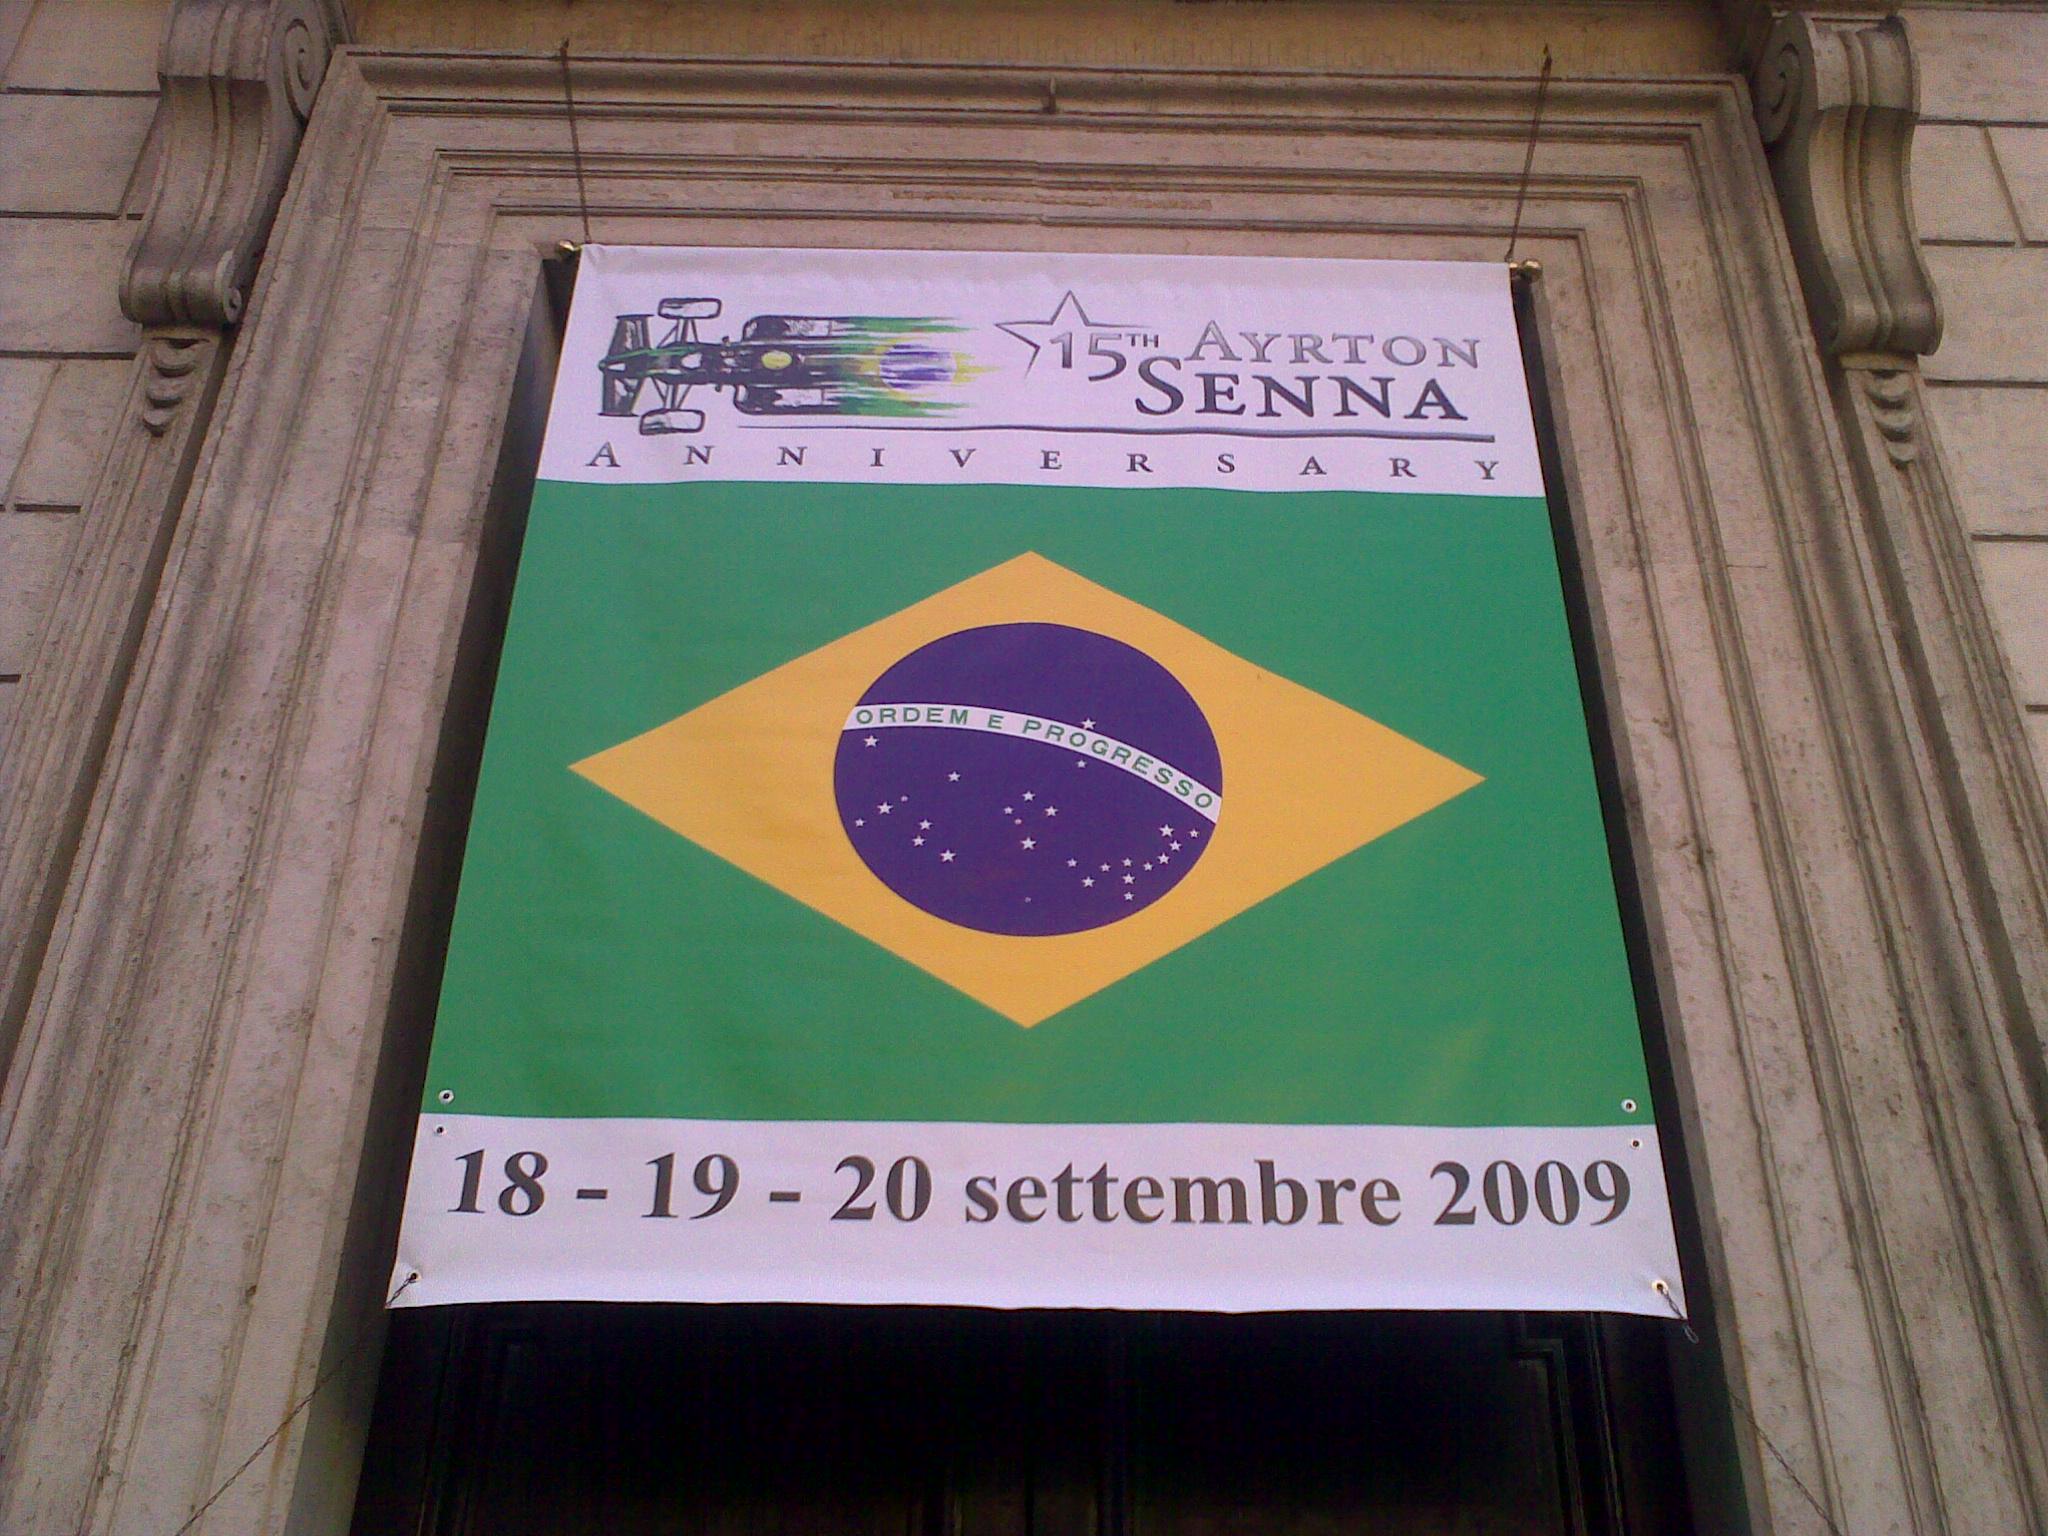 15TH AYRTON
SENNA
ANNIVERSARY
ORDEM E PROGRESSO
18 - 19 - 20 settembre 2009